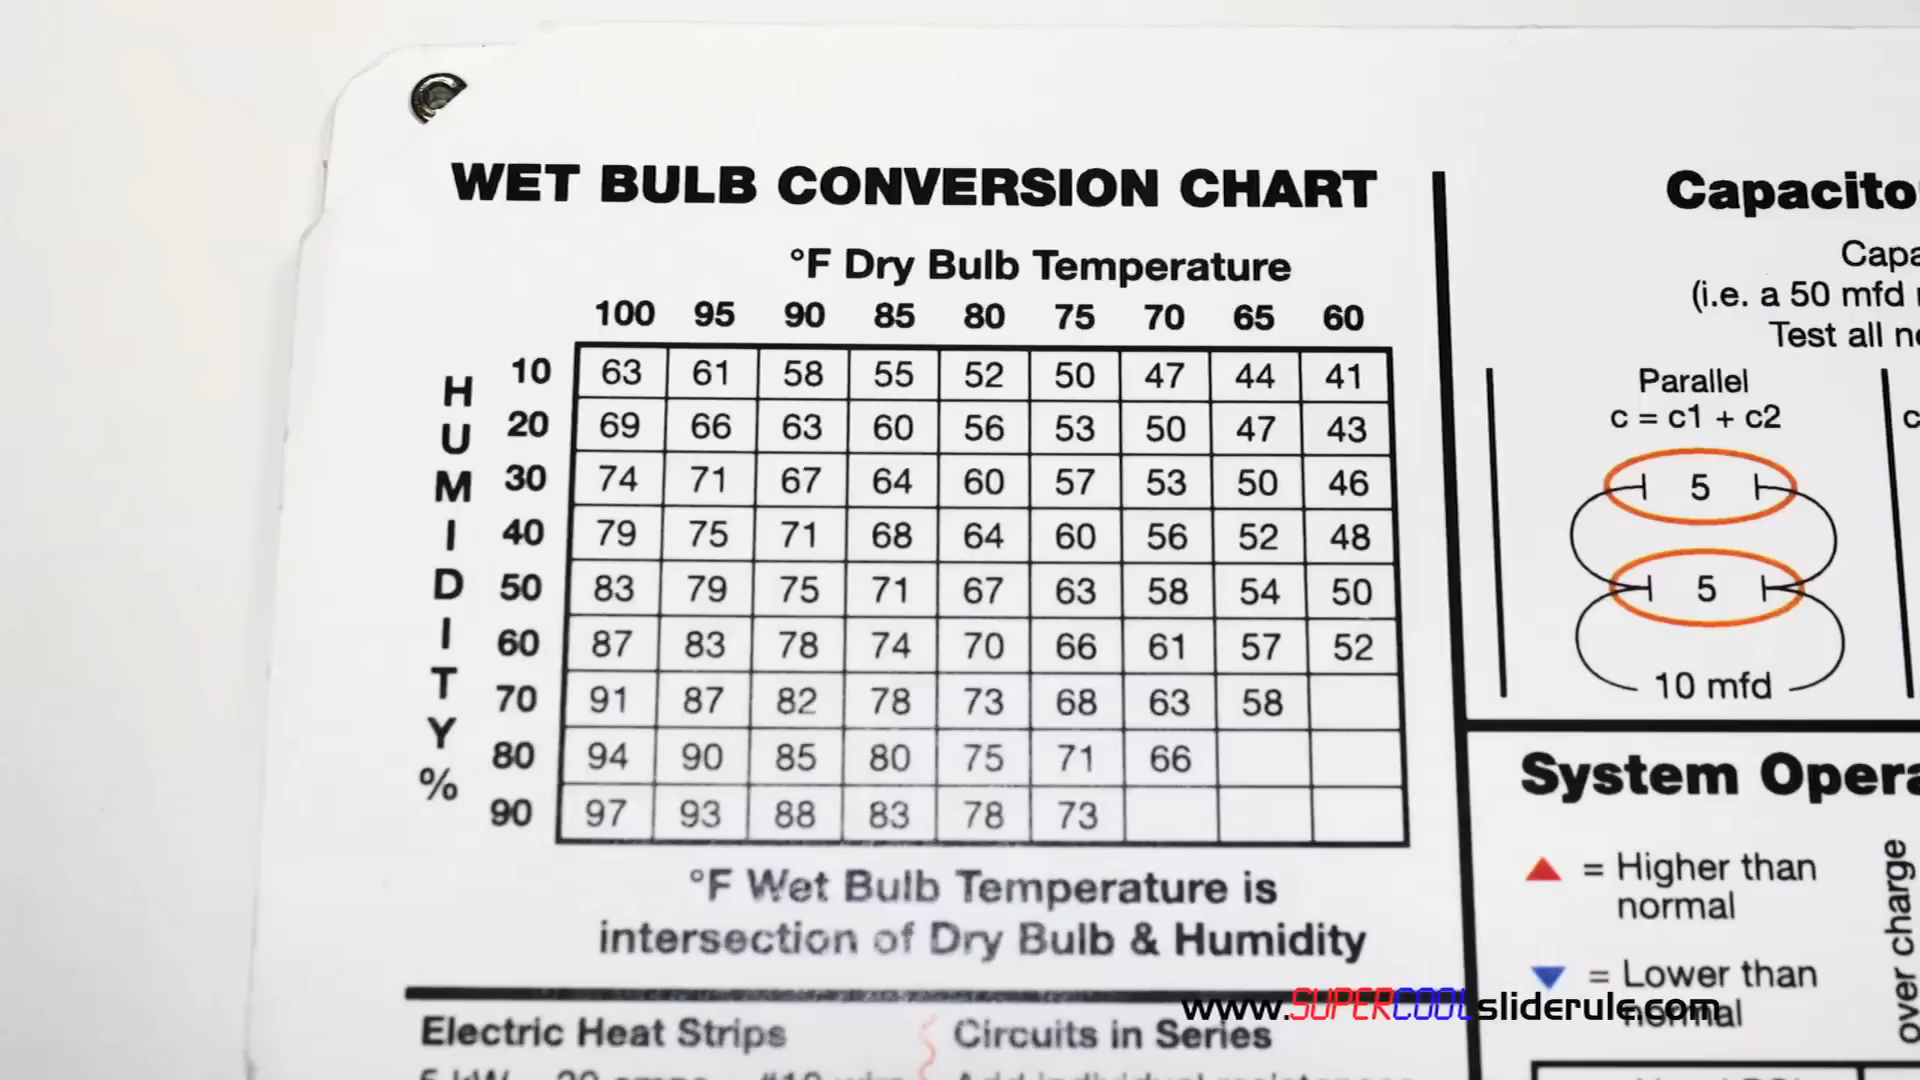 WET BULB CONVERSION CHART
°F Dry Bulb Temperature
100 95 90 85 80 75 70 65 60
HUMIDITY %
10 63 61 58 55 52 50 47 44 41
20 69 66 63 60 56 53 50 47 43
30 74 71 67 64 60 57 53 50 46
40 79 75 71 68 64 60 56 52 48
50 83 79 75 71 67 63 58 54 50
60 87 83 78 74 70 66 61 57 52
70 91 87 82 78 73 68 63 58
80 94 90 85 80 75 71 66
90 97 93 88 83 78 73
°F Wet Bulb Temperature is
intersection of Dry Bulb & Humidity
Electric Heat Strips
Circuits in Series
Capacito
Capa
(i.e. a 50 mfd
Test all
Parallel
c = c1 + c2
5
5
10 mfd
System Opera
= Higher than
normal
= Lower than
normal
over charge
www.SUPERCOOLsliderule.com